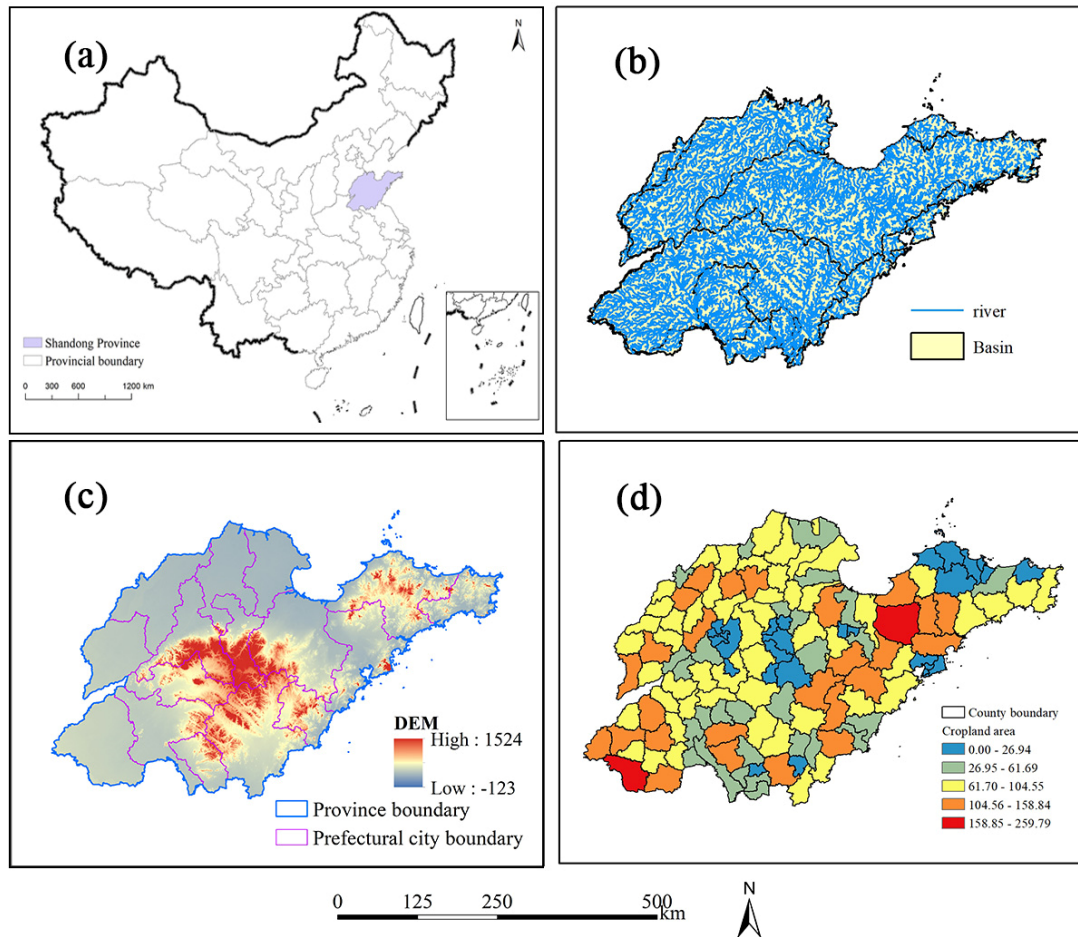 (a)
N
Shandong Province
Provincial boundary
0 300 600 1200 km
(b)
river
Basin
(c)
DEM
High : 1524
Low : -123
Province boundary
Prefectural city boundary
(d)
County boundary
Cropland area
0.00 - 26.94
26.95 - 61.69
61.70 - 104.55
104.56 - 158.84
158.85 - 259.79
0 125 250 500
km
N